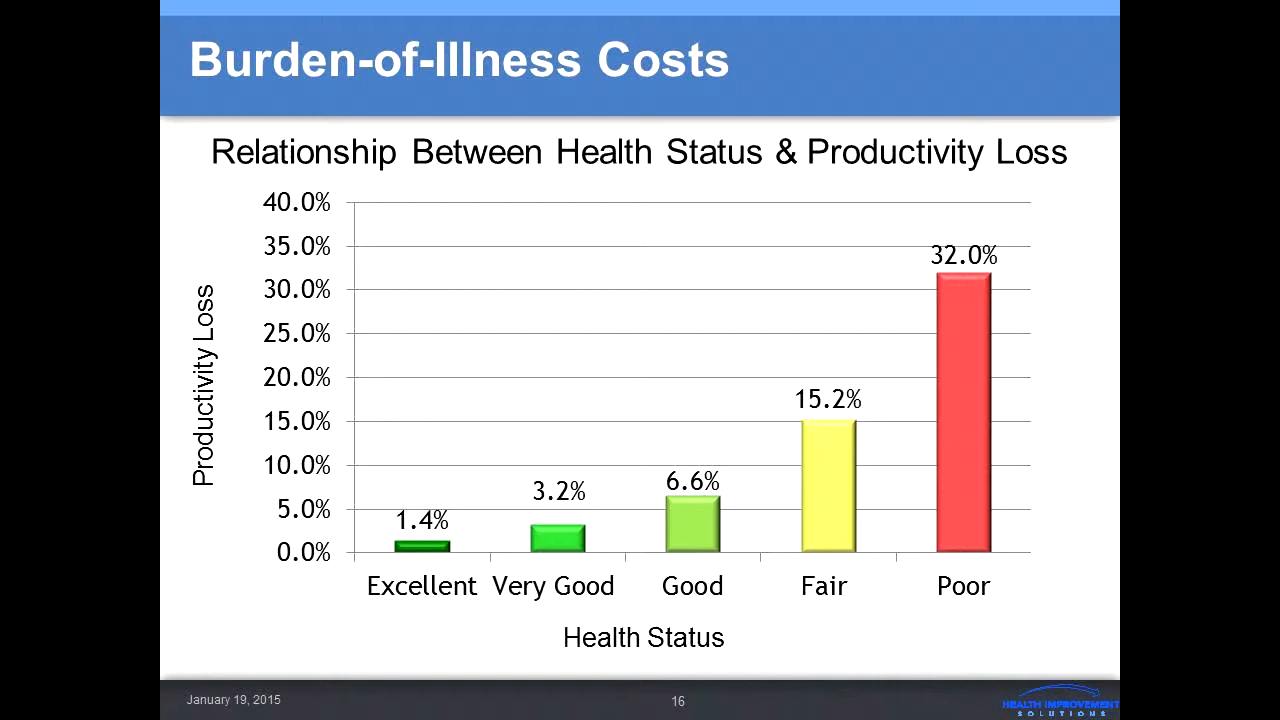 Burden-of-Illness Costs
Relationship Between Health Status & Productivity Loss
40.0%
35.0%
30.0%
25.0%
20.0%
15.0%
10.0%
5.0%
0.0%
Productivity Loss
1.4%
3.2%
6.6%
15.2%
32.0%
Excellent Very Good Good Fair Poor
Health Status
January 19, 2015 16
HEALTH IMPROVEMENT
SOLUTIONS